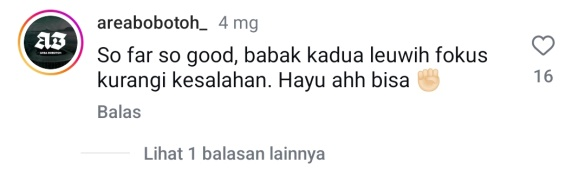 areabobotoh_ 4 mg
So far so good, babak kadua leuwih fokus
kurangi kesalahan. Hayu ahh bisa ✊🏻
16
Balas
Lihat 1 balasan lainnya